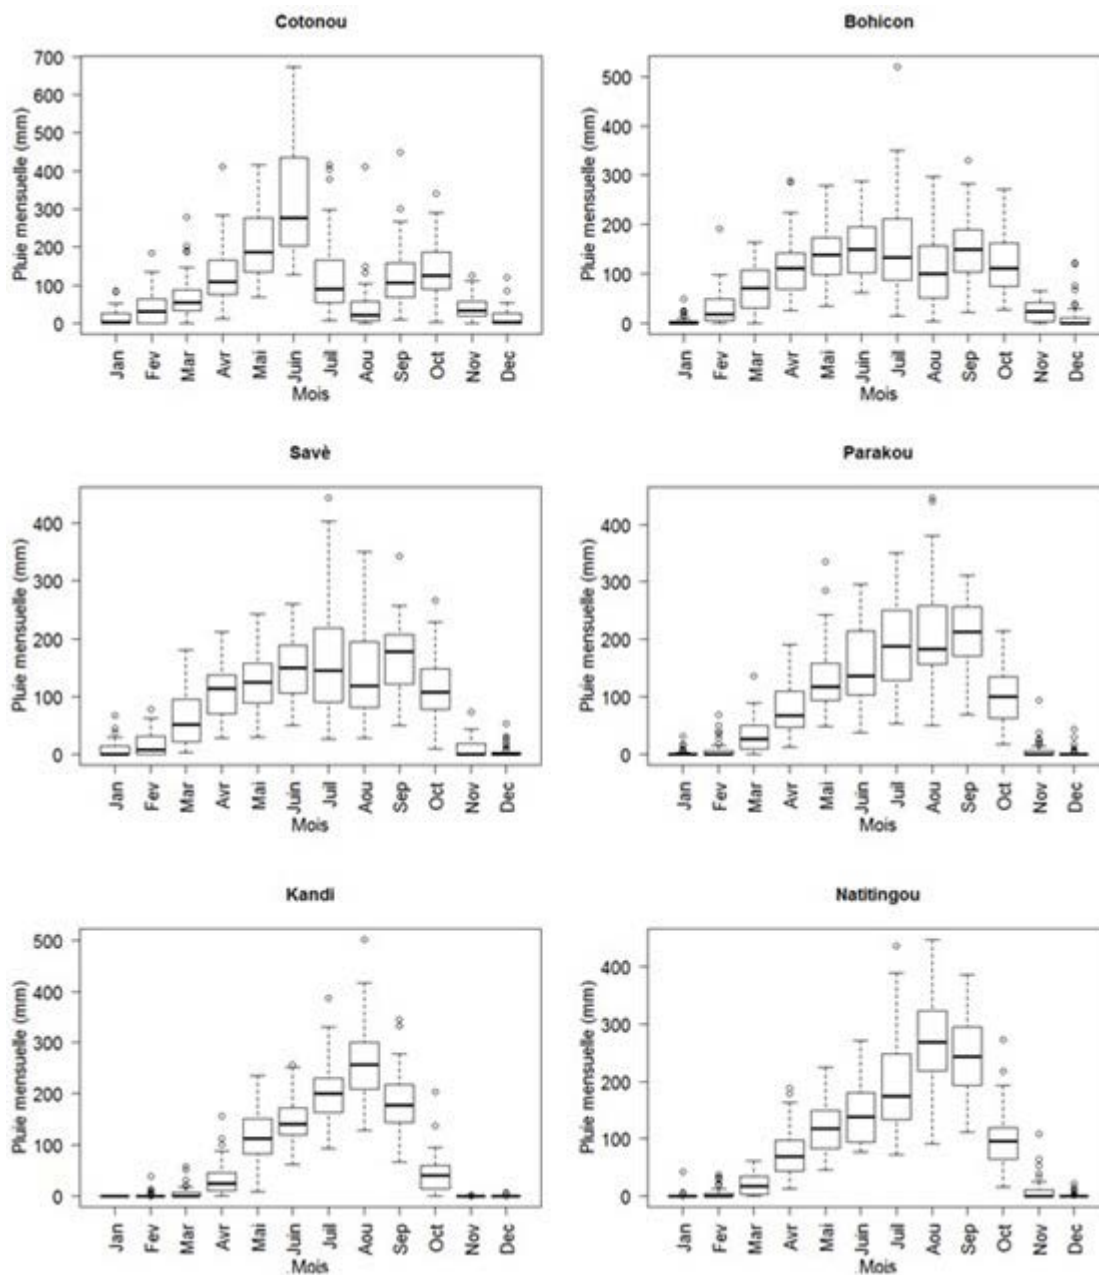 Cotonou
Pluie mensuelle (mm)
700
600
500
400
300
200
100
0
Jan Fev Mar Avr Mai Juin Juil Aou Sep Oct Nov Dec
Mois
Bohicon
Pluie mensuelle (mm)
500
400
300
200
100
0
Jan Fev Mar Avr Mai Juin Juil Aou Sep Oct Nov Dec
Mois
Savè
Pluie mensuelle (mm)
400
300
200
100
0
Jan Fev Mar Avr Mai Juin Juil Aou Sep Oct Nov Dec
Mois
Parakou
Pluie mensuelle (mm)
400
300
200
100
0
Jan Fev Mar Avr Mai Juin Juil Aou Sep Oct Nov Dec
Mois
Kandi
Pluie mensuelle (mm)
500
400
300
200
100
0
Jan Fev Mar Avr Mai Juin Juil Aou Sep Oct Nov Dec
Mois
Natitingou
Pluie mensuelle (mm)
400
300
200
100
0
Jan Fev Mar Avr Mai Juin Juil Aou Sep Oct Nov Dec
Mois